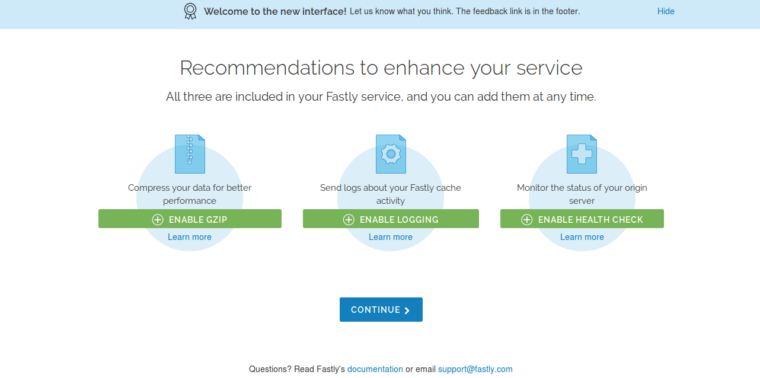 Welcome to the new interface! Let us know what you think. The feedback link is in the footer. Hide
Recommendations to enhance your service
All three are included in your Fastly service, and you can add them at any time.
Compress your data for better
performance
ENABLE GZIP
Learn more
Send logs about your Fastly cache
activity
ENABLE LOGGING
Learn more
Monitor the status of your origin
server
ENABLE HEALTH CHECK
Learn more
CONTINUE
Questions? Read Fastly's documentation or email support@fastly.com